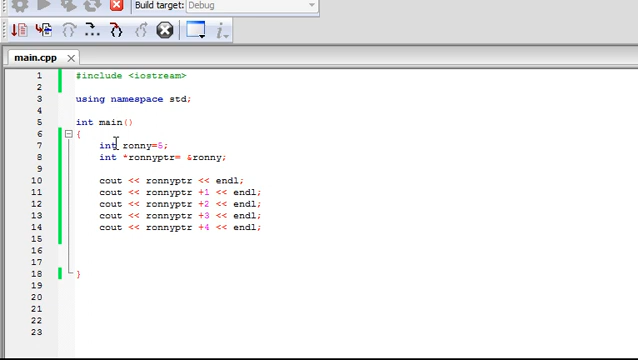 Build target: Debug
main.cpp
1 #include <iostream>
2
3 using namespace std;
4
5 int main()
6 {
7 int ronny=5;
8 int *ronnyptr= &ronny;
9
10 cout << ronnyptr << endl;
11 cout << ronnyptr +1 << endl;
12 cout << ronnyptr +2 << endl;
13 cout << ronnyptr +3 << endl;
14 cout << ronnyptr +4 << endl;
15
16
17
18 }
19
20
21
22
23